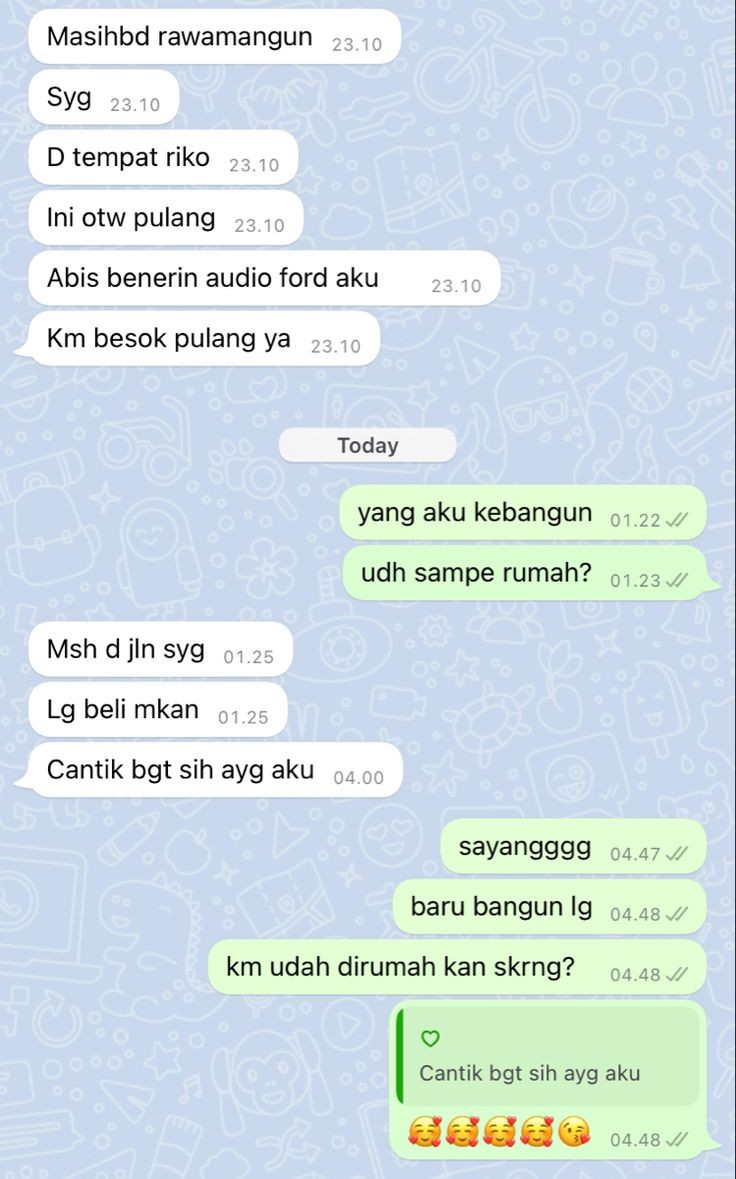 Masihbd rawamangun 23.10
Syg 23.10
D tempat riko 23.10
Ini otw pulang 23.10
Abis benerin audio ford aku 23.10
Km besok pulang ya 23.10
Today
yang aku kebangun 01.22
udh sampe rumah? 01.23
Msh d jln syg 01.25
Lg beli mkan 01.25
Cantik bgt sih ayg aku 04.00
sayangggg 04.47
baru bangun lg 04.48
km udah dirumah kan skrng? 04.48
♡
Cantik bgt sih ayg aku
🥰🥰🥰🥰😘 04.48